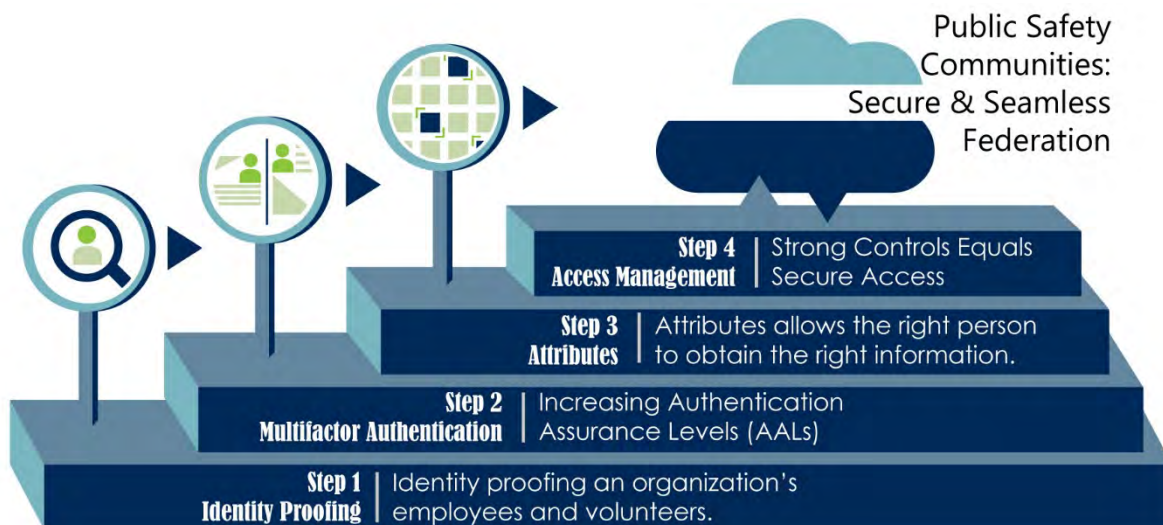 Public Safety
Communities:
Secure & Seamless
Federation
Step 4
Access Management
Strong Controls Equals
Secure Access
Step 3
Attributes
Attributes allows the right person
to obtain the right information.
Step 2
Multifactor Authentication
Increasing Authentication
Assurance Levels (AALs)
Step 1
Identity Proofing
Identity proofing an organization's
employees and volunteers.